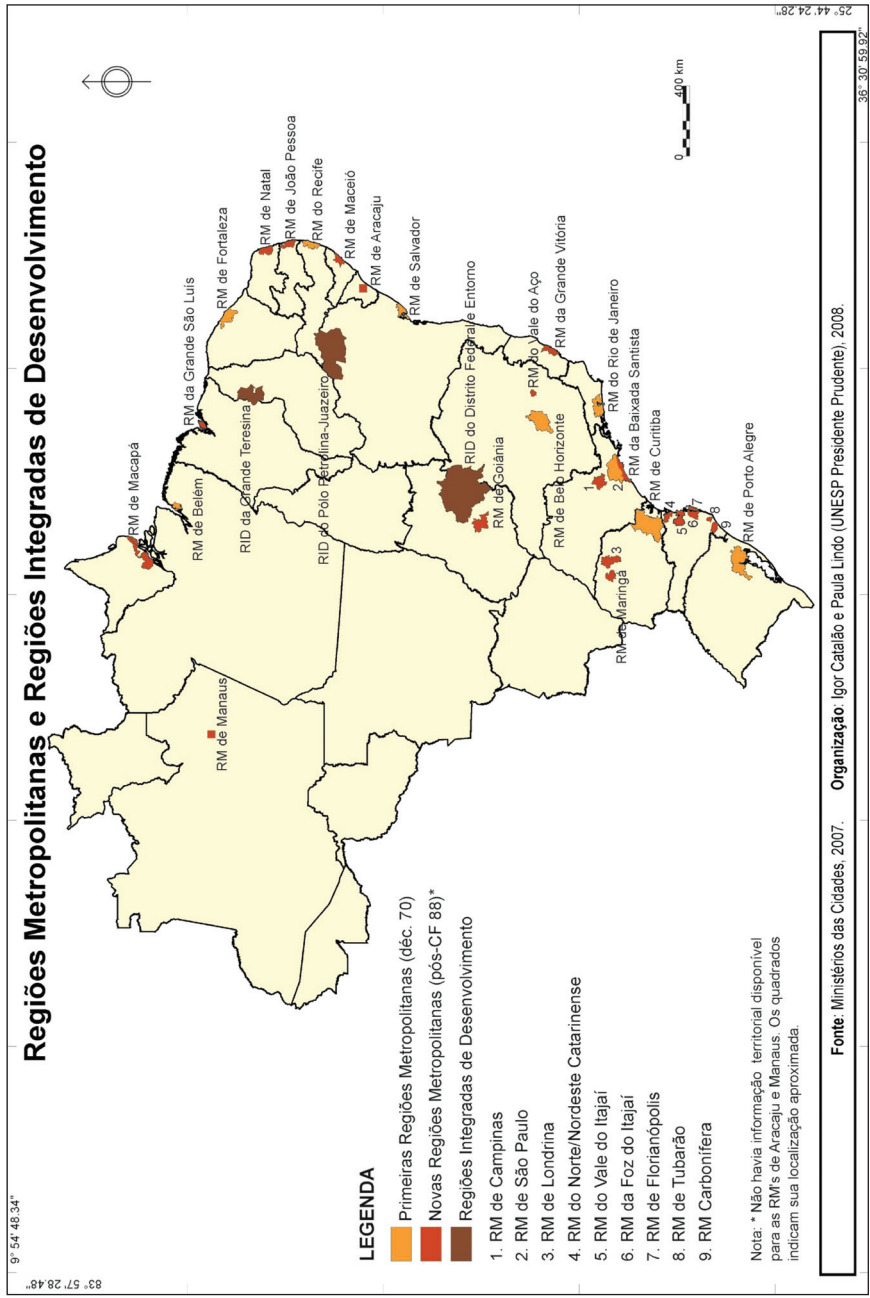 Regiões Metropolitanas e Regiões Integradas de Desenvolvimento
9° 54' 48.34"
83° 57' 28.48"
RM de Macapá
RM da Grande São Luis
RM de Fortaleza
RM de Natal
RM de João Pessoa
RM do Recife
RM de Maceió
RM de Aracaju
RM de Salvador
RM de Belém
RID da Grande Teresina
RID do Pólo Petrolina-Juazeiro
RM de Manaus
RID do Distrito Federal e Entorno
RM de Goiânia
RM de Belo Horizonte
RM do Vale do Aço
RM da Grande Vitória
RM do Rio de Janeiro
RM da Baixada Santista
RM de Curitiba
RM de Maringá
RM de Porto Alegre
1
2
3
4
5
6
7
8
9
LEGENDA
Primeiras Regiões Metropolitanas (déc. 70)
Novas Regiões Metropolitanas (pós-CF 88)*
Regiões Integradas de Desenvolvimento
1. RM de Campinas
2. RM de São Paulo
3. RM de Londrina
4. RM do Norte/Nordeste Catarinense
5. RM do Vale do Itajaí
6. RM da Foz do Itajaí
7. RM de Florianópolis
8. RM de Tubarão
9. RM Carbonífera
Nota: * Não havia informação territorial disponível
para as RM's de Aracaju e Manaus. Os quadrados
indicam sua localização aproximada.
0 400 km
Fonte: Ministérios das Cidades, 2007. Organização: Igor Catalão e Paula Lindo (UNESP Presidente Prudente), 2008.
25° 44' 24.28"
36° 30' 59.92"